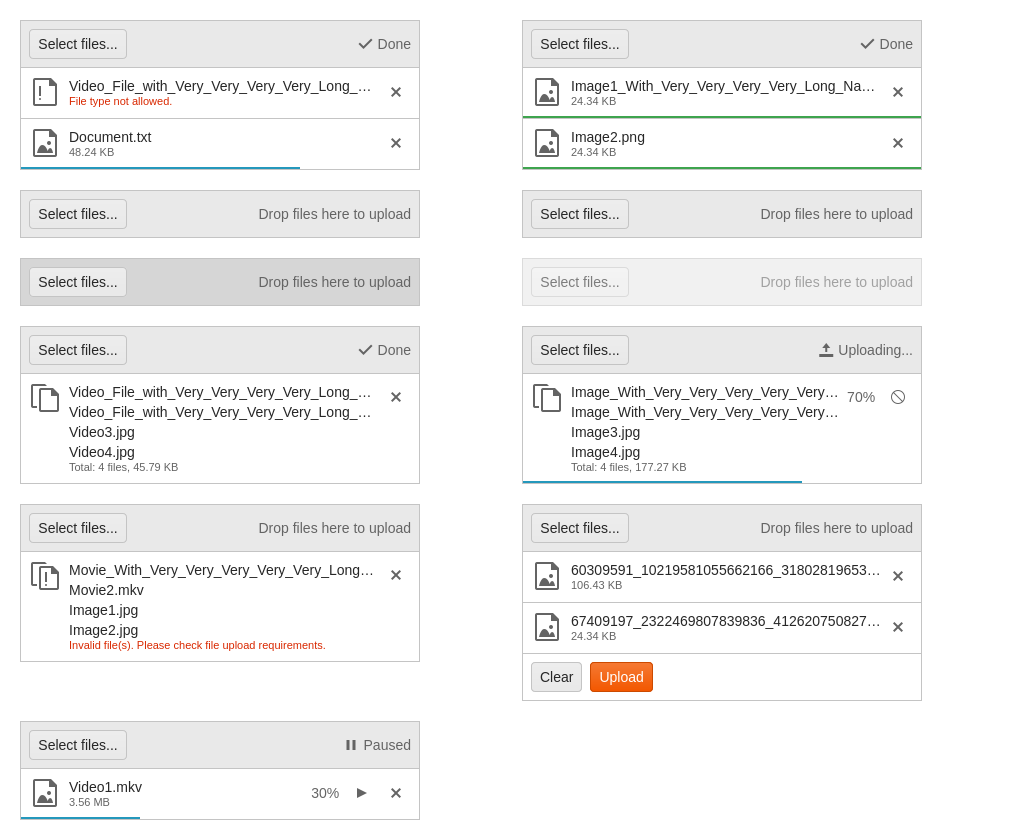 Select files...
Done
Video_File_with_Very_Very_Very_Very_Long_...
File type not allowed.
Document.txt
48.24 KB
Select files...
Done
Image1_With_Very_Very_Very_Very_Long_Na...
24.34 KB
Image2.png
24.34 KB
Select files...
Drop files here to upload
Select files...
Drop files here to upload
Select files...
Drop files here to upload
Select files...
Drop files here to upload
Select files...
Done
Video_File_with_Very_Very_Very_Very_Long_...
Video_File_with_Very_Very_Very_Very_Long_...
Video3.jpg
Video4.jpg
Total: 4 files, 45.79 KB
Select files...
Uploading...
Image_With_Very_Very_Very_Very_Very...
70%
Image_With_Very_Very_Very_Very_Very...
Image3.jpg
Image4.jpg
Total: 4 files, 177.27 KB
Select files...
Drop files here to upload
Movie_With_Very_Very_Very_Very_Very_Long...
Movie2.mkv
Image1.jpg
Image2.jpg
Invalid file(s). Please check file upload requirements.
Select files...
Drop files here to upload
60309591_10219581055662166_31802819653...
106.43 KB
67409197_2322469807839836_412620750827...
24.34 KB
Clear
Upload
Select files...
Paused
Video1.mkv
3.56 MB
30%